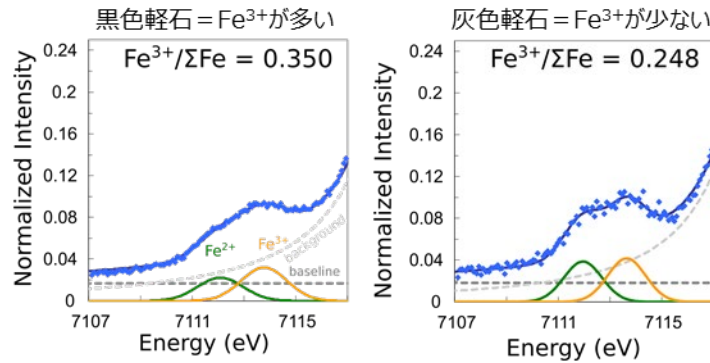 黒色軽石＝Fe³⁺が多い
Fe³⁺/ΣFe = 0.350
Normalized Intensity
0.24
0.2
0.16
0.12
0.08
0.04
0
Fe²⁺
Fe³⁺
background
baseline
7107
7111
7115
Energy (eV)
灰色軽石＝Fe³⁺が少ない
Fe³⁺/ΣFe = 0.248
Normalized Intensity
0.24
0.2
0.16
0.12
0.08
0.04
0
7107
7111
7115
Energy (eV)